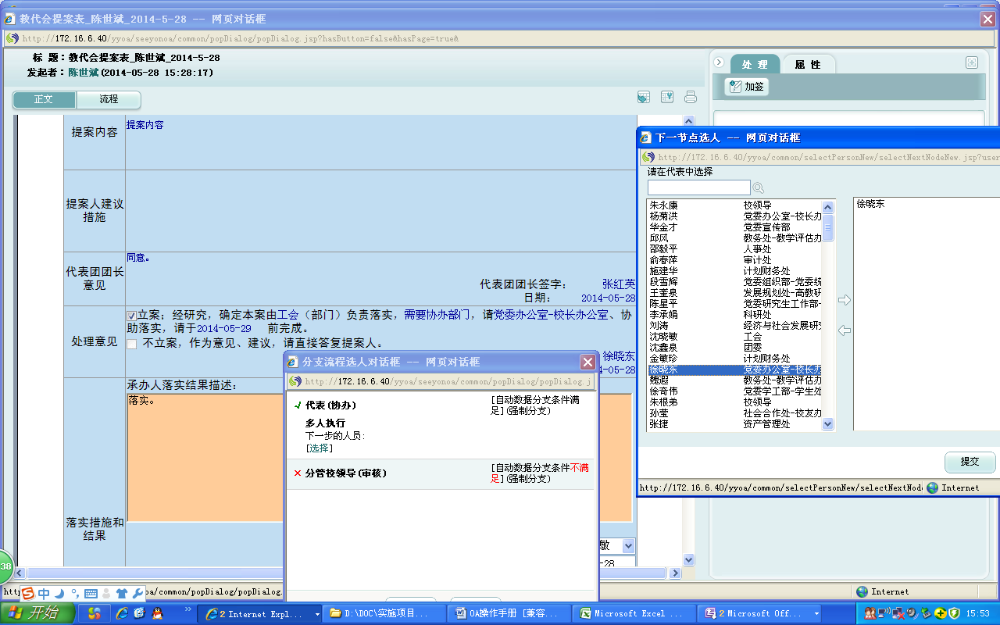 教代会提案表_陈世斌_2014-5-28 -- 网页对话框
http://172.16.6.40/yyoa/seeyonoa/common/popDialog/popDialog.jsp?hasButton=false&hasPage=true&
标 题：教代会提案表_陈世斌_2014-5-28
发起者：陈世斌(2014-05-28 15:28:17)
正文
流程
处 理
属 性
加签
提案内容
提案内容
提案人建议措施
代表团团长意见
同意。
代表团团长签字： 张红英
日期： 2014-05-28
处理意见
立案；经研究，确定本案由工会（部门）负责落实，需要协办部门，请党委办公室-校长办公室、协
助落实，请于2014-05-29 前完成。
不立案，作为意见、建议，请直接答复提案人。
徐晓东
4-05-28
落实措施和结果
承办人落实结果描述：
落实。
敏
-28
分支流程选人对话框 -- 网页对话框
http://172.16.6.40/yyoa/seeyonoa/common/popDialog/popDialog.j
代表(协办)
[自动数据分支条件满足](强制分支)
多人执行
下一步的人员：
[选择]
分管校领导(审核)
[自动数据分支条件不满足](强制分支)
下一节点选人 -- 网页对话框
http://172.16.6.40/yyoa/common/selectPersonNew/selectNextNodeNew.jsp?user
请在代表中选择
朱永康 校领导
杨菊洪 党委办公室-校长办
华金才 党委宣传部
邱风 教务处-教学评估办
邵毅平 人事处
俞春萍 审计处
施建华 计划财务处
段雪辉 党委组织部-党委统
王奎泉 发展规划处-高教研
陈星平 党委研究生工作部-
李承娟 科研处
刘涛 经济与社会发展研究
沈晓敏 工会
沈鑫泉 团委
金敏珍 计划财务处
徐晓东 党委办公室-校长办
魏遐 教务处-教学评估办
徐奇伟 党委学工部-学生处
朱根弟 校领导
孙莹 社会合作处-校友办
张捷 资产管理处
徐晓东
提交
http://172.16.6.40/yyoa/common/selectPersonNew/selectNextNod
Internet
38
htt
中
oa/common/popDialog/popDialog.
Internet
开始
2 Internet Expl...
D:\DOC\实施项目...
OA操作手册 [兼容...
Microsoft Excel ...
2 Microsoft Off...
15:53